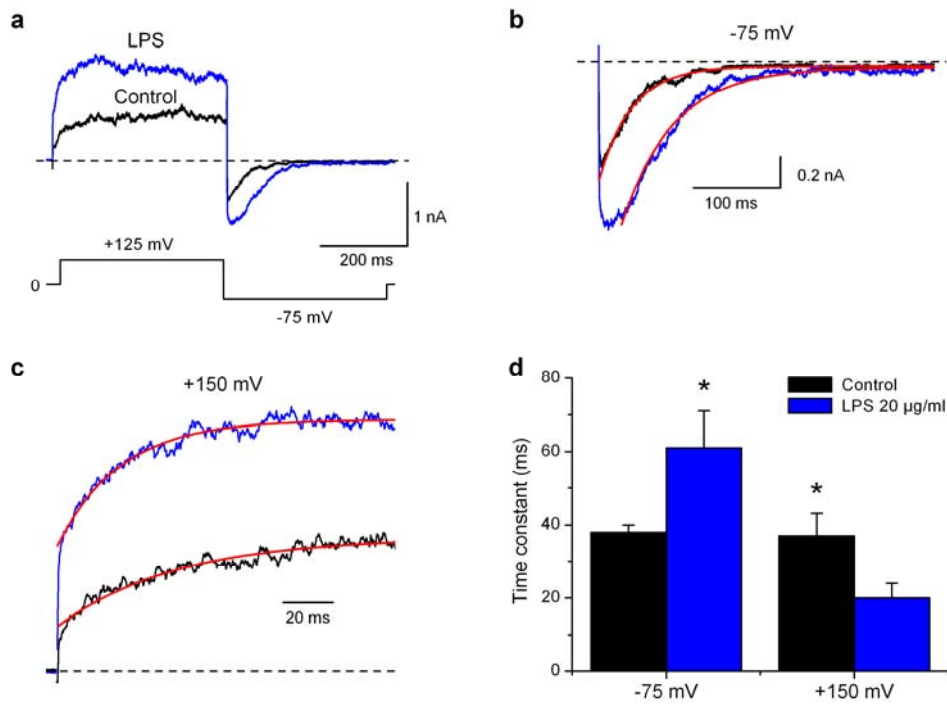 a
LPS
Control
1 nA
200 ms
+125 mV
0
-75 mV
b
-75 mV
0.2 nA
100 ms
c
+150 mV
20 ms
d
Control
LPS 20 µg/ml
*
*
Time constant (ms)
80
60
40
20
0
-75 mV
+150 mV